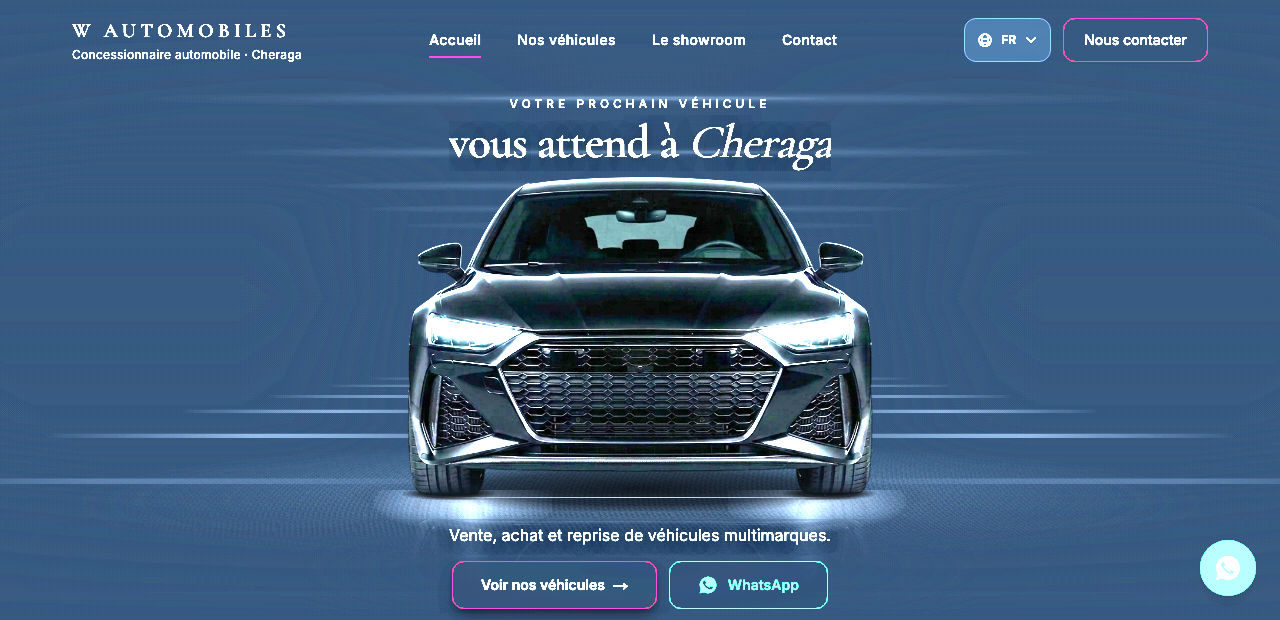 W AUTOMOBILES
Concessionnaire automobile · Cheraga
Accueil
Nos véhicules
Le showroom
Contact
FR
Nous contacter
VOTRE PROCHAIN VÉHICULE
vous attend à Cheraga
Vente, achat et reprise de véhicules multimarques.
Voir nos véhicules →
WhatsApp